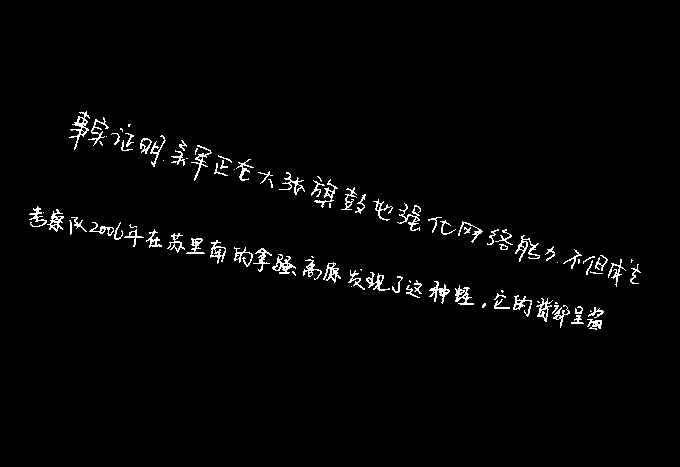 事实证明,美军正在大张旗鼓地强化网络能力,不但成立
考察队2006年在苏里南的拿骚高原发现了这种蛙,它的背部呈